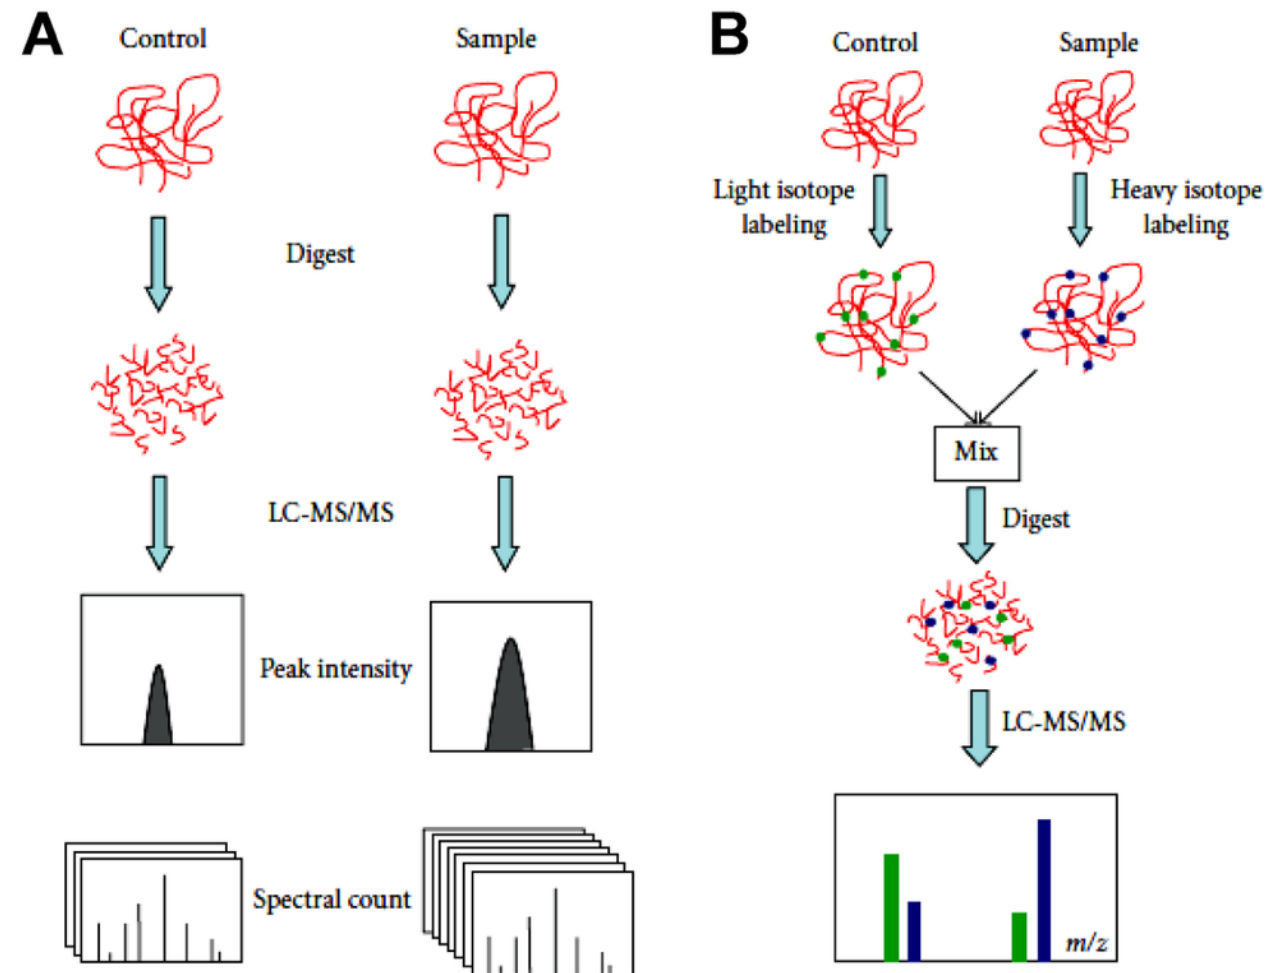 A
Control
Sample
Digest
LC-MS/MS
Peak intensity
Spectral count
B
Control
Sample
Light isotope
labeling
Heavy isotope
labeling
Mix
Digest
LC-MS/MS
m/z